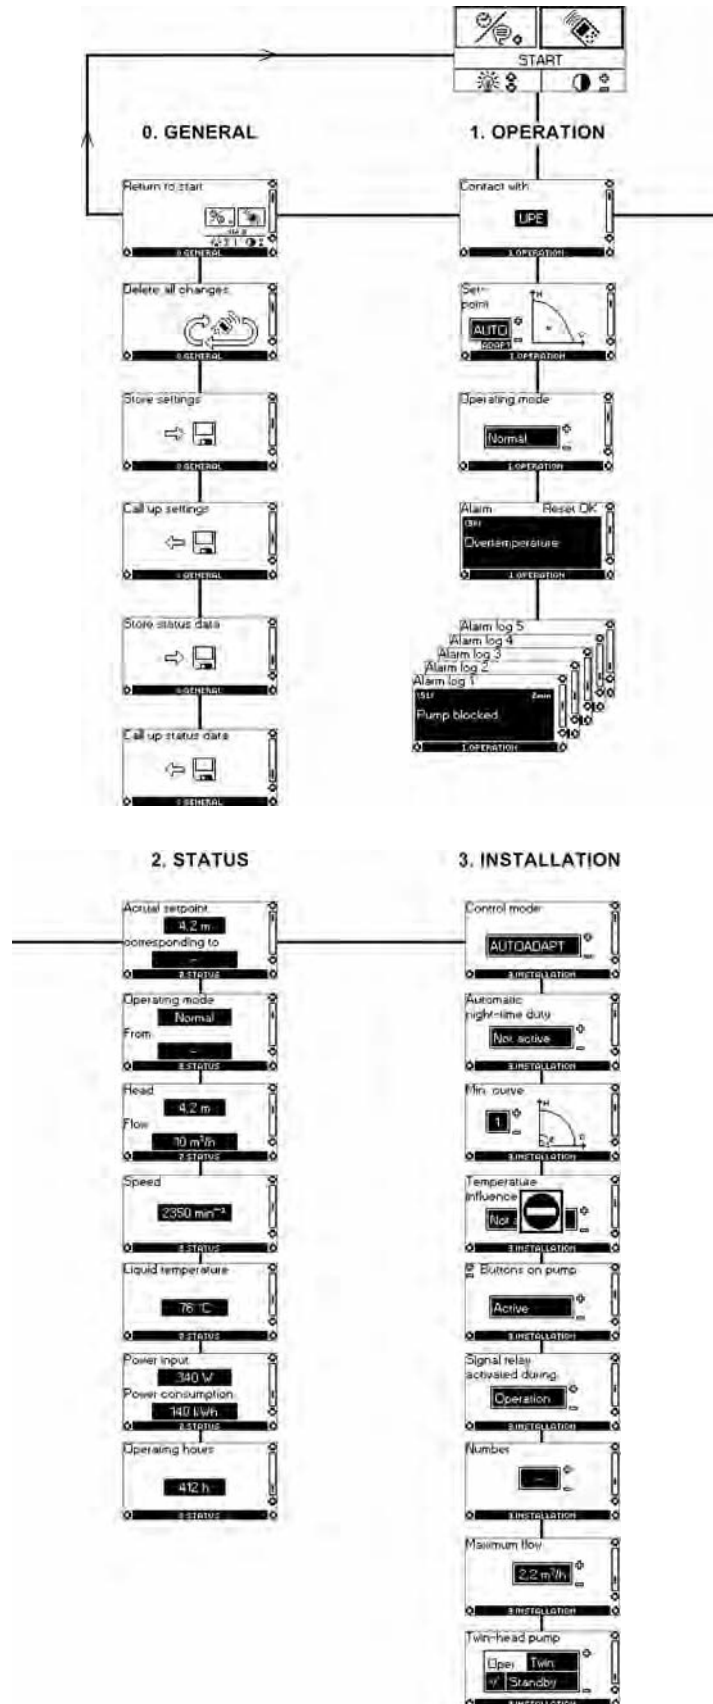 START
0. GENERAL
1. OPERATION
Return to start
START
0.GENERAL
Delete all changes
0.GENERAL
Store settings
0.GENERAL
Call up settings
0.GENERAL
Store status data
0.GENERAL
Call up status data
0.GENERAL
Contact with
UPE
1.OPERATION
Set-
point
AUTO
ADAPT
H
1.OPERATION
Operating mode
Normal
1.OPERATION
Alarm Reset OK
Overtemperature
1.OPERATION
Alarm log 5
Alarm log 4
Alarm log 3
Alarm log 2
Alarm log 1
(51)
Pump blocked
1.OPERATION
2. STATUS
3. INSTALLATION
Actual setpoint
4.2 m
corresponding to
–
2.STATUS
Operating mode
Normal
From
–
2.STATUS
Head
4.2 m
Flow
10 m³/h
2.STATUS
Speed
2350 min⁻¹
2.STATUS
Liquid temperature
76 °C
2.STATUS
Power input
340 W
Power consumption
140 kWh
2.STATUS
Operating hours
412 h
2.STATUS
Control mode
AUTOADAPT
3.INSTALLATION
Automatic
night-time duty
Not active
3.INSTALLATION
Min. curve
1
H
3.INSTALLATION
Temperature
influence
Not
3.INSTALLATION
Buttons on pump
Active
3.INSTALLATION
Signal relay
activated during
Operation
3.INSTALLATION
Number
–
3.INSTALLATION
Maximum flow
2.2 m³/h
3.INSTALLATION
Twin-head pump
Oper Twin
Standby
3.INSTALLATION